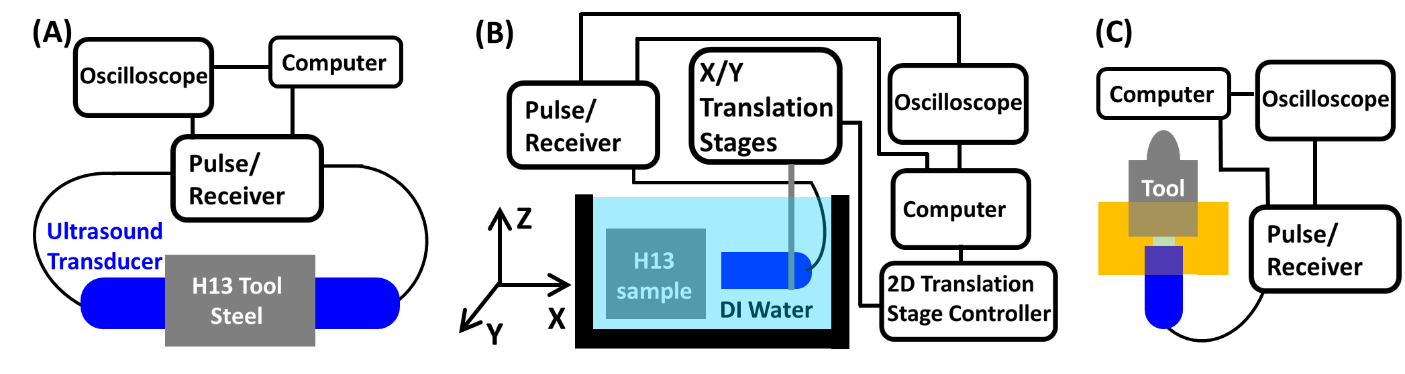 (A)
Oscilloscope
Computer
Pulse/
Receiver
Ultrasound
Transducer
H13 Tool
Steel
(B)
Pulse/
Receiver
X/Y
Translation
Stages
Oscilloscope
Computer
2D Translation
Stage Controller
Z
X
Y
H13
sample
DI Water
(C)
Computer
Oscilloscope
Tool
Pulse/
Receiver